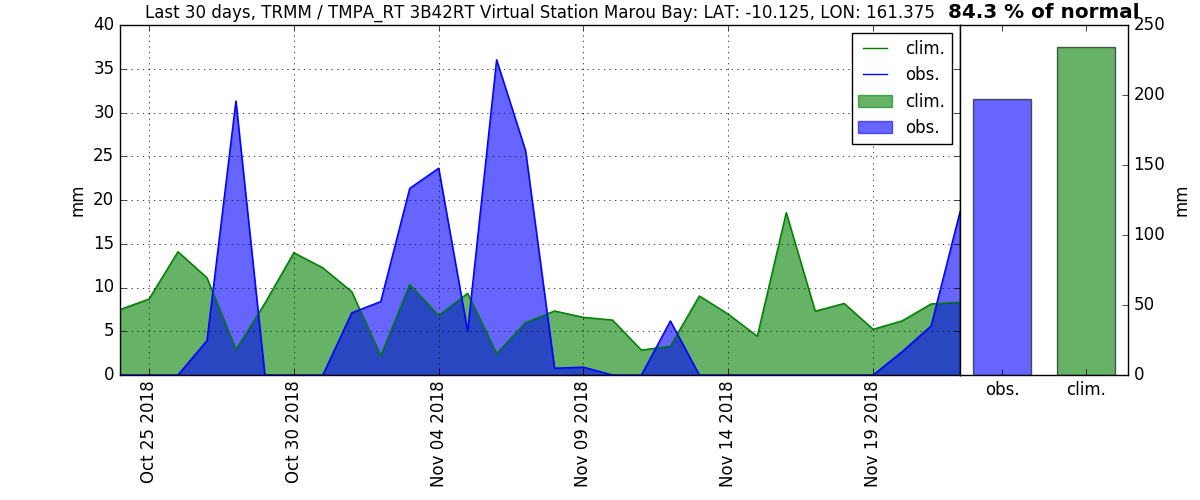 Last 30 days, TRMM / TMPA_RT 3B42RT Virtual Station Marou Bay: LAT: -10.125, LON: 161.375
84.3 % of normal
40
35
30
25
20
15
10
5
0
mm
clim.
obs.
clim.
obs.
Oct 25 2018
Oct 30 2018
Nov 04 2018
Nov 09 2018
Nov 14 2018
Nov 19 2018
250
200
150
100
50
0
mm
obs.
clim.